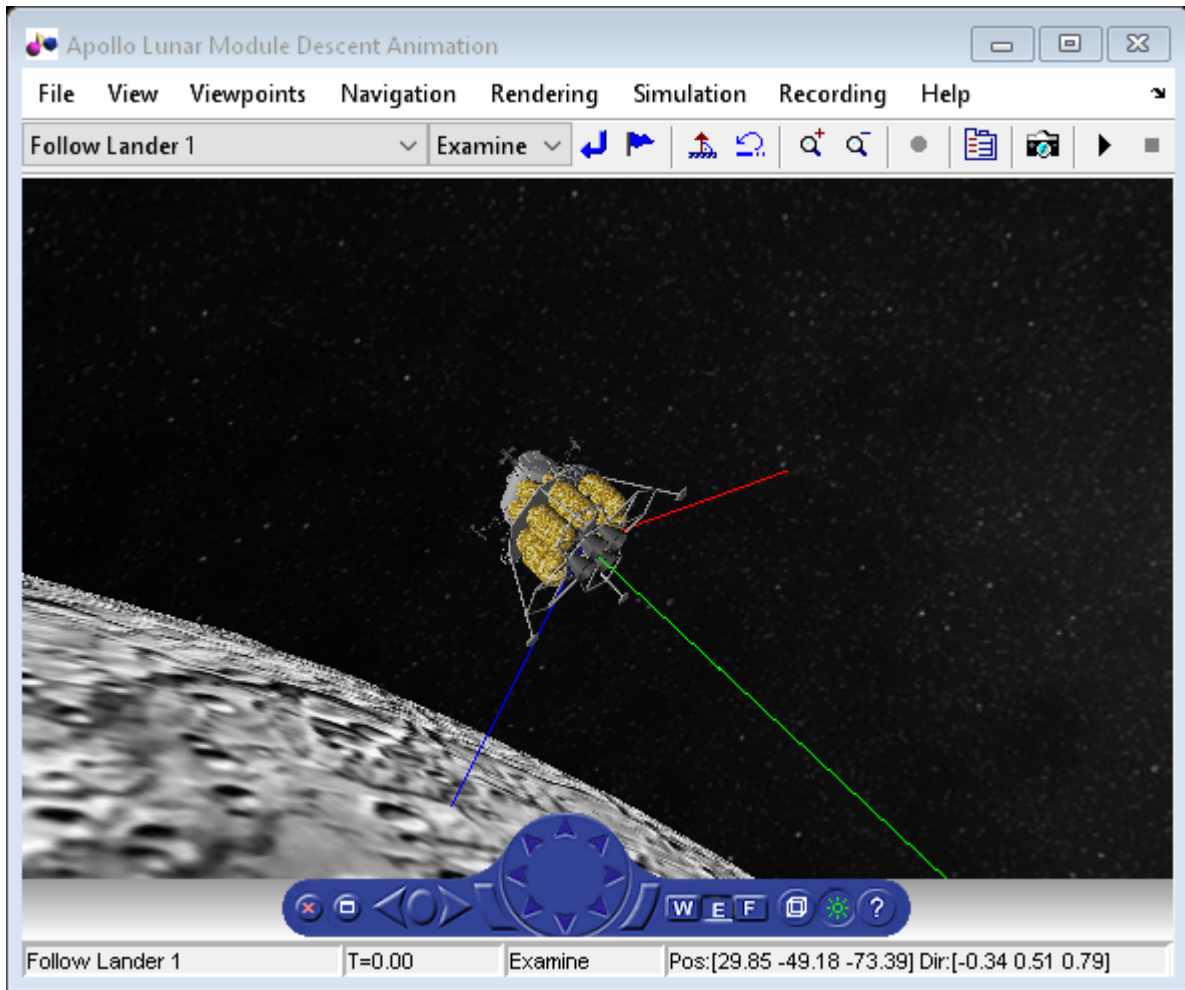 Apollo Lunar Module Descent Animation
File View Viewpoints Navigation Rendering Simulation Recording Help
Follow Lander 1 Examine
W E F ?
Follow Lander 1 T=0.00 Examine Pos:[29.85 -49.18 -73.39] Dir:[-0.34 0.51 0.79]